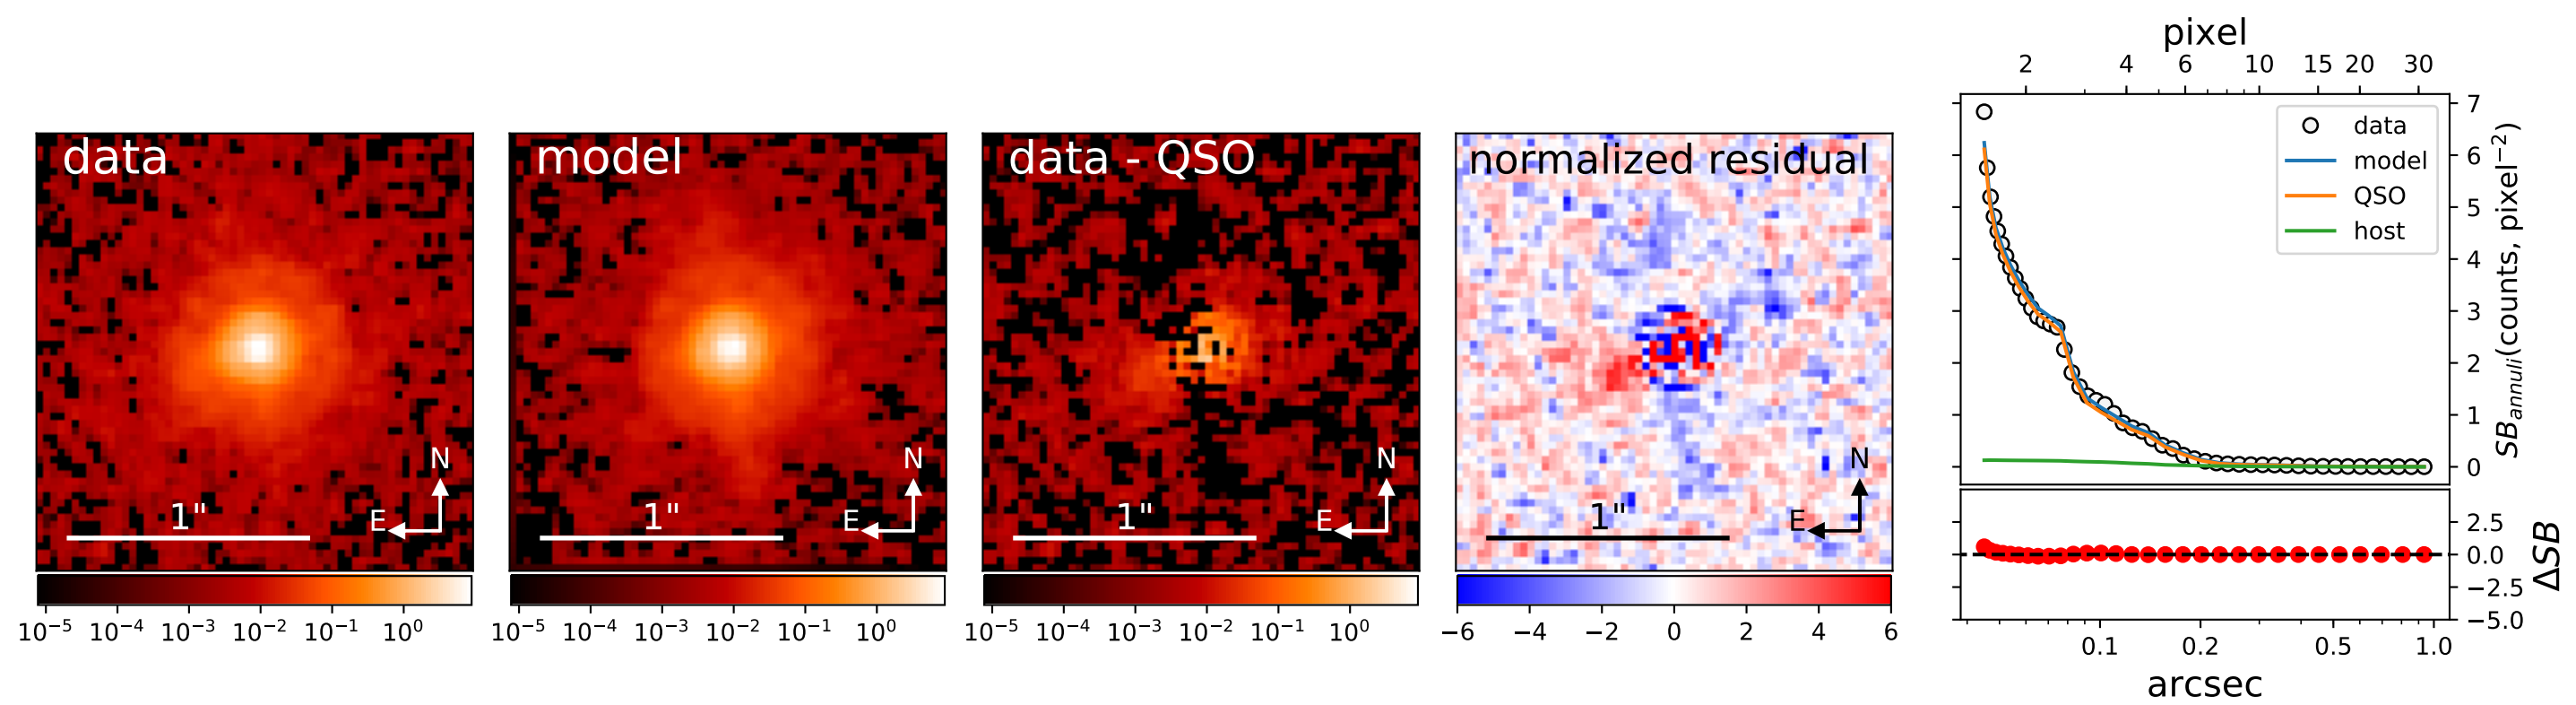 data
N
E
1"
10⁻⁵ 10⁻⁴ 10⁻³ 10⁻² 10⁻¹ 10⁰
model
N
E
1"
10⁻⁵ 10⁻⁴ 10⁻³ 10⁻² 10⁻¹ 10⁰
data - QSO
N
E
1"
10⁻⁵ 10⁻⁴ 10⁻³ 10⁻² 10⁻¹ 10⁰
normalized residual
N
E
1"
−6 −4 −2 0 2 4 6
pixel
2 4 6 10 15 20 30
data
model
QSO
host
7
6
5
4
3
2
1
0
SB_annuli(counts, pixel⁻²)
2.5
0.0
−2.5
−5.0
ΔSB
0.1 0.2 0.5 1.0
arcsec